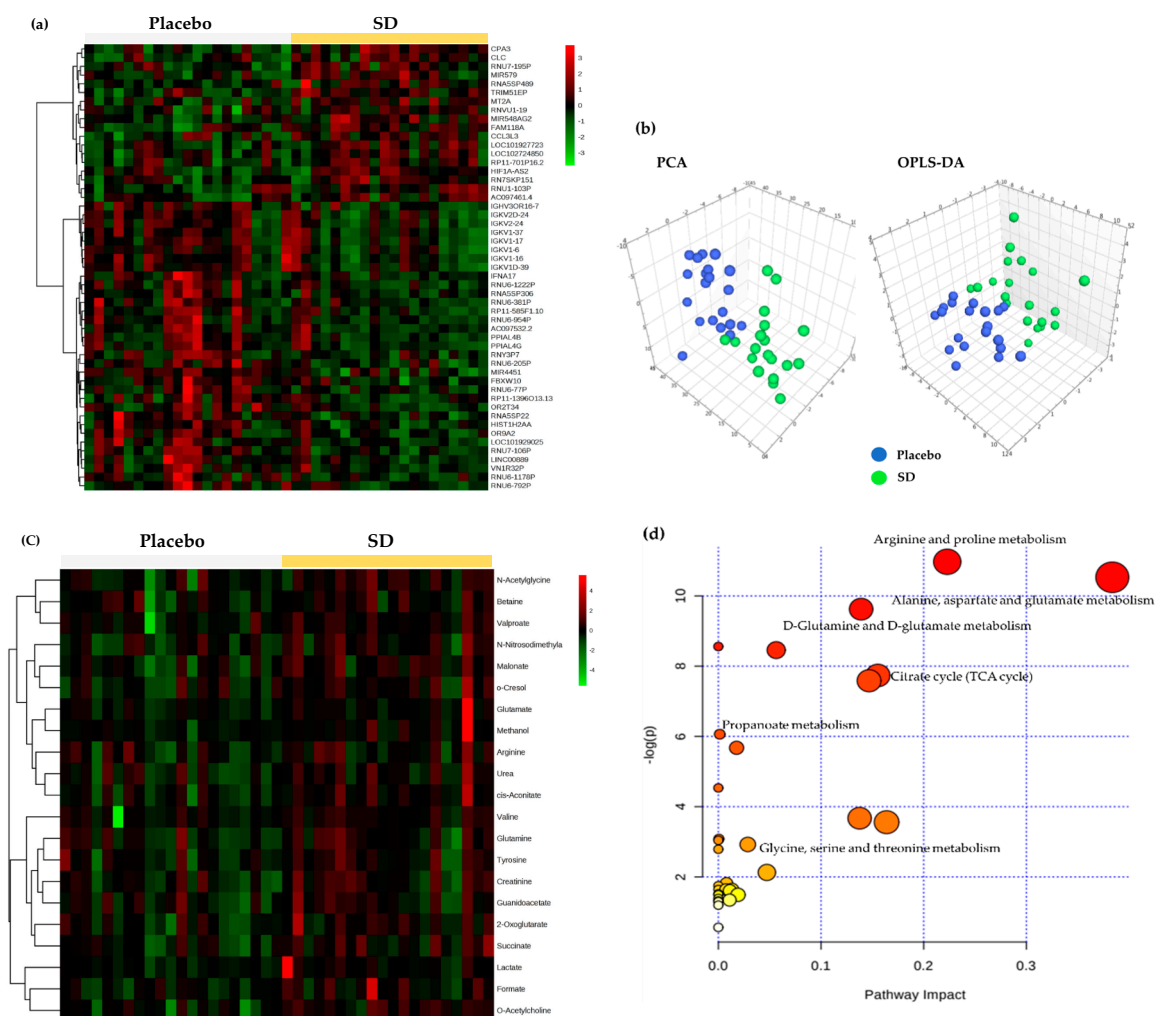 (a)
Placebo
SD
CPA3
CLC
RNU7-195P
MIR579
RNA5SP489
TRIM51EP
MT2A
RNVU1-19
MIR548AG2
FAM118A
CCL3L3
LOC101927723
LOC102724850
RP11-701P16.2
HIF1A-AS2
RN7SKP151
RNU1-103P
AC097461.4
IGHV3OR16-7
IGKV2D-24
IGKV2-24
IGKV1-37
IGKV1-17
IGKV1-6
IGKV1-16
IGKV1D-39
IFNA17
RNU6-1222P
RNA5SP306
RNU6-381P
RP11-585F1.10
RNU6-954P
AC097532.2
PPIAL4B
PPIAL4G
RNY3P7
RNU6-205P
MIR4451
FBXW10
RNU6-77P
RP11-1396O13.13
OR2T34
RNA5SP22
HIST1H2AA
OR9A2
LOC101929025
RNU7-106P
LINC00889
VN1R32P
RNU6-1178P
RNU6-792P
3
2
1
0
-1
-2
-3
(b)
PCA
OPLS-DA
Placebo
SD
(C)
Placebo
SD
N-Acetylglycine
Betaine
Valproate
N-Nitrosodimethyla
Malonate
o-Cresol
Glutamate
Methanol
Arginine
Urea
cis-Aconitate
Valine
Glutamine
Tyrosine
Creatinine
Guanidoacetate
2-Oxoglutarate
Succinate
Lactate
Formate
O-Acetylcholine
4
2
0
-2
-4
(d)
Arginine and proline metabolism
Alanine, aspartate and glutamate metabolism
D-Glutamine and D-glutamate metabolism
Citrate cycle (TCA cycle)
Propanoate metabolism
Glycine, serine and threonine metabolism
-log(p)
10
8
6
4
2
0.0 0.1 0.2 0.3
Pathway Impact